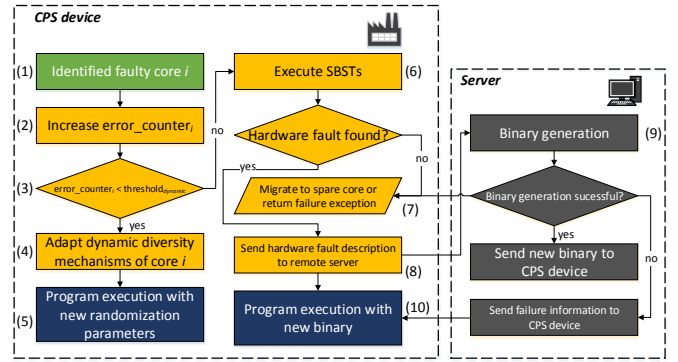 CPS device
(1)
Identified faulty core i
(2)
Increase error_counteri
(3)
error_counteri < thresholddynamic
no
yes
(4)
Adapt dynamic diversity
mechanisms of core i
(5)
Program execution with
new randomization
parameters
Execute SBSTs
(6)
Hardware fault found?
yes
no
Migrate to spare core or
return failure exception
(7)
Send hardware fault description
to remote server
(8)
Program execution with
new binary
(10)
Server
Binary generation
(9)
Binary generation sucessful?
yes
no
Send new binary to
CPS device
Send failure information to
CPS device